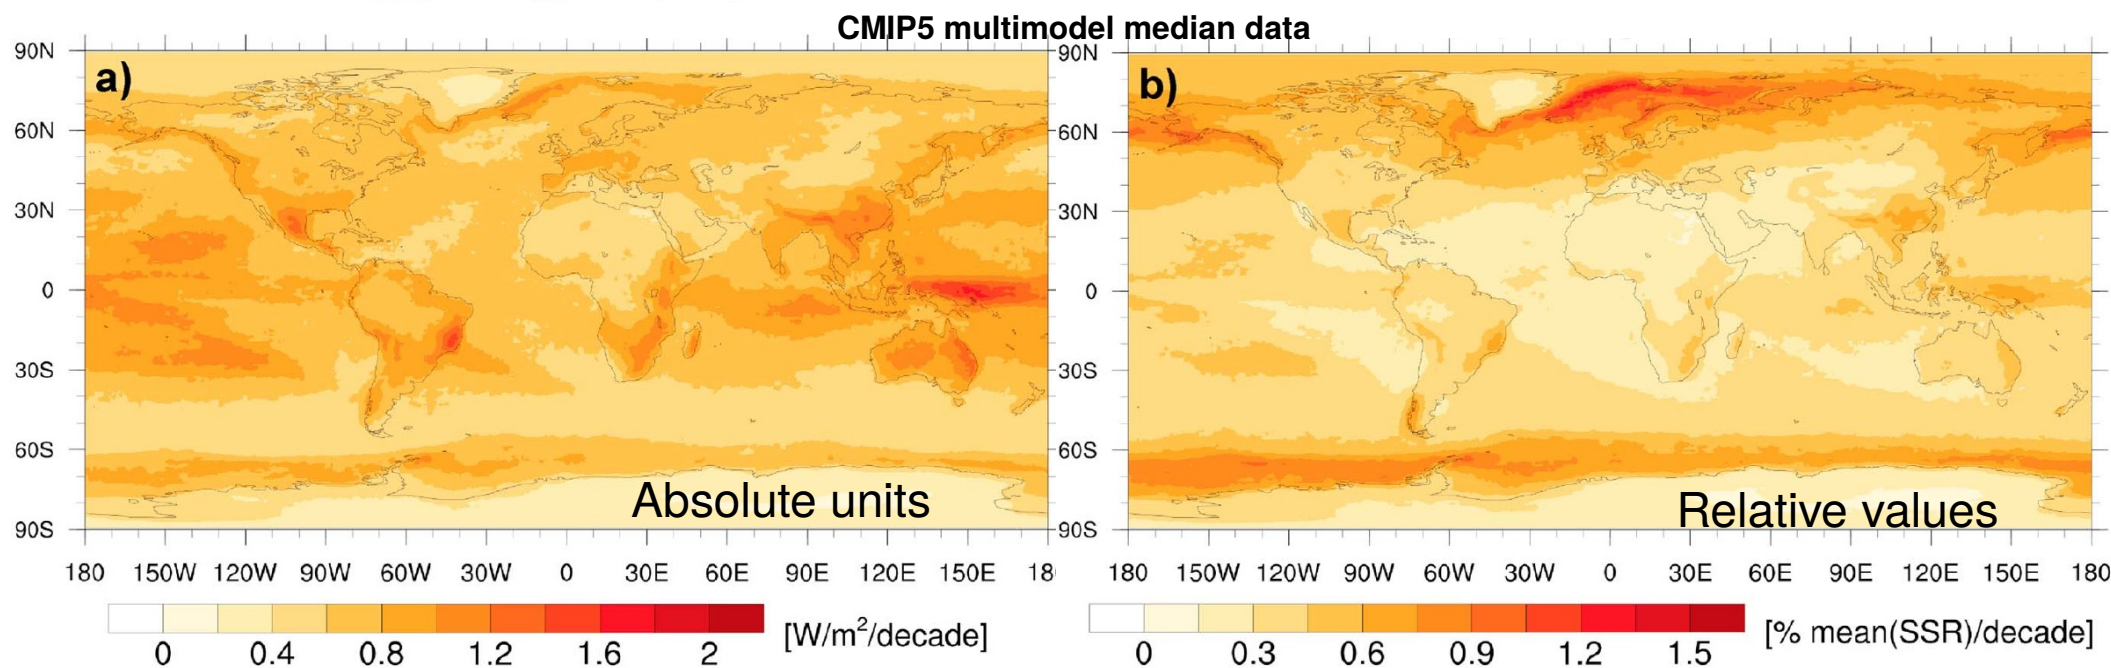 CMIP5 multimodel median data
a)
90N
60N
30N
0
30S
60S
90S
Absolute units
180 150W 120W 90W 60W 30W 0 30E 60E 90E 120E 150E 18
0 0.4 0.8 1.2 1.6 2 [W/m²/decade]
b)
90N
60N
30N
0
30S
60S
90S
Relative values
180 150W 120W 90W 60W 30W 0 30E 60E 90E 120E 150E 180
0 0.3 0.6 0.9 1.2 1.5 [% mean(SSR)/decade]